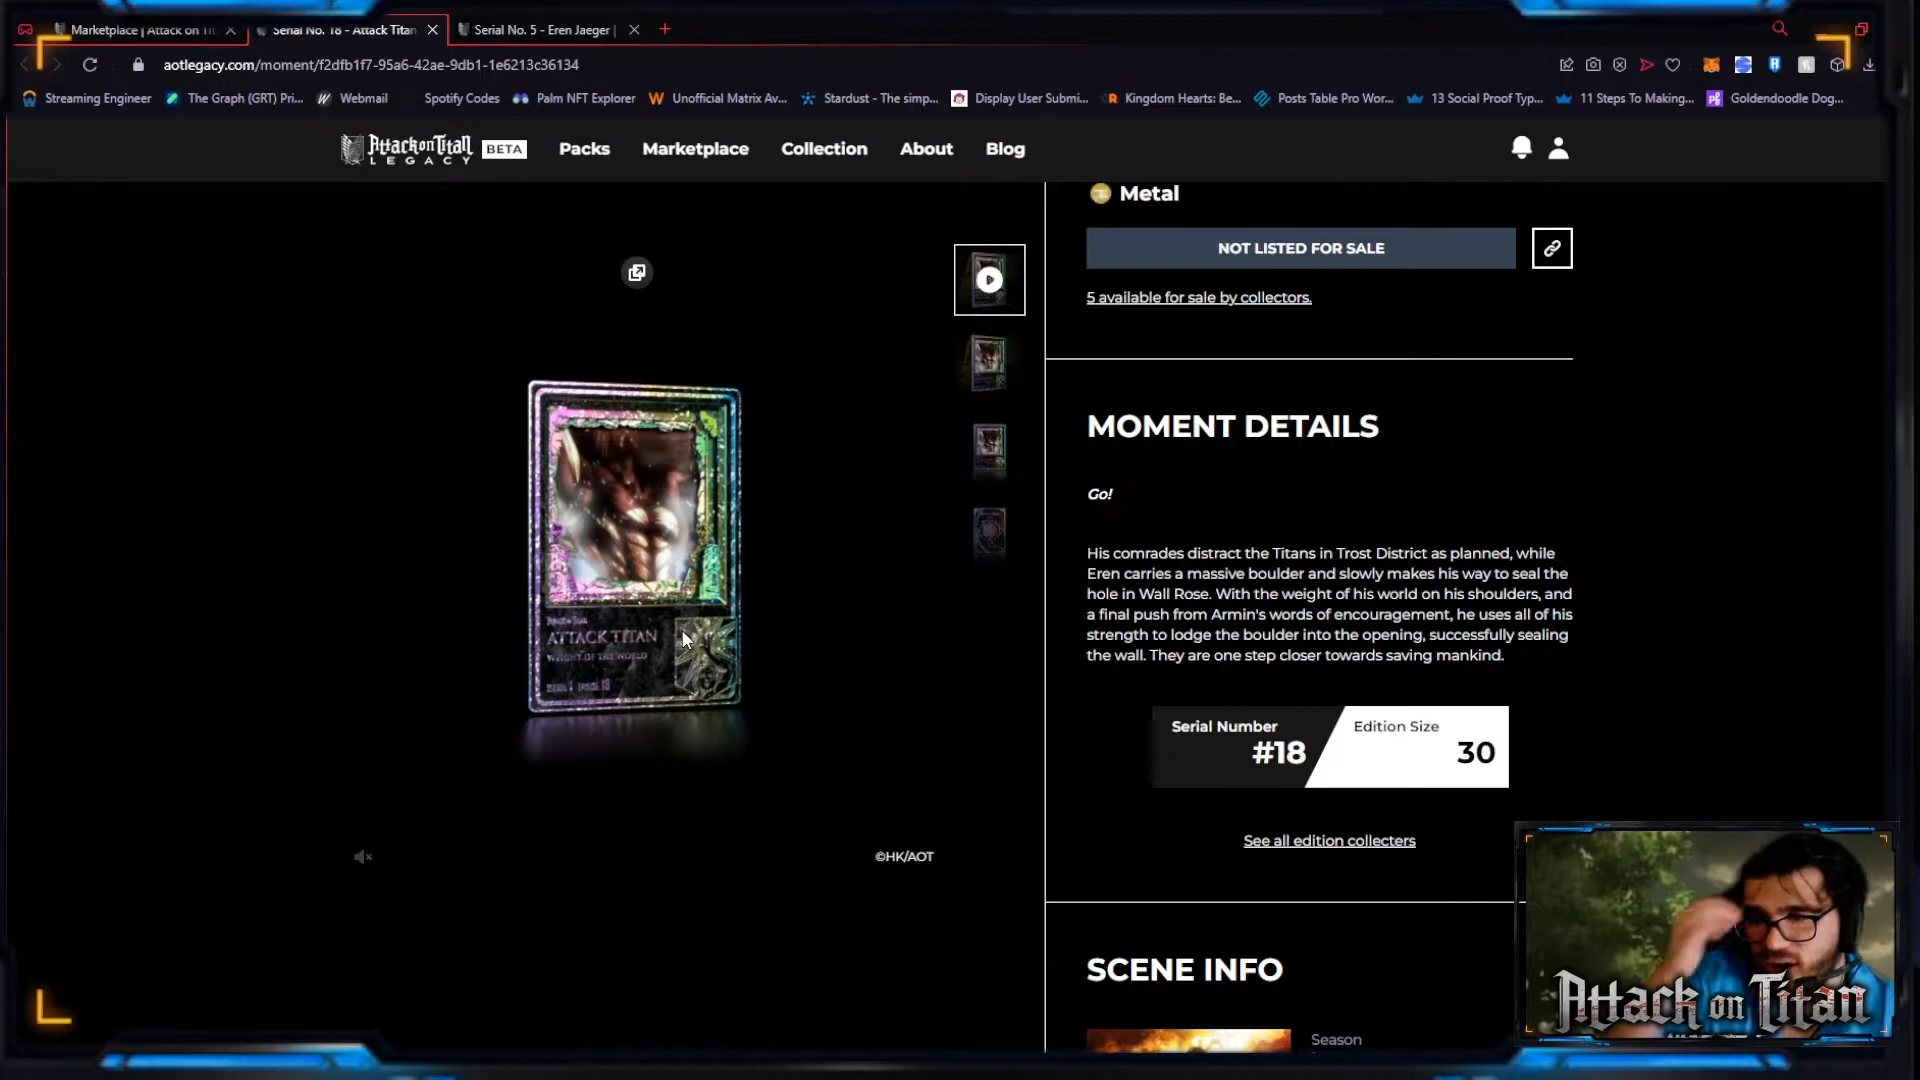 Marketplace | Attack on Tit
Serial No. 18 - Attack Titan
Serial No. 5 - Eren Jaeger |
aotlegacy.com/moment/f2dfb1f7-95a6-42ae-9db1-1e6213c36134
Streaming Engineer
The Graph (GRT) Pri...
Webmail
Spotify Codes
Palm NFT Explorer
Unofficial Matrix Av...
Stardust - The simp...
Display User Submi...
Kingdom Hearts: Be...
Posts Table Pro Wor...
13 Social Proof Typ...
11 Steps To Making...
Goldendoodle Dog...
Attack on Titan
LEGACY
BETA
Packs
Marketplace
Collection
About
Blog
Metal
NOT LISTED FOR SALE
5 available for sale by collectors.
MOMENT DETAILS
Go!
His comrades distract the Titans in Trost District as planned, while
Eren carries a massive boulder and slowly makes his way to seal the
hole in Wall Rose. With the weight of his world on his shoulders, and
a final push from Armin's words of encouragement, he uses all of his
strength to lodge the boulder into the opening, successfully sealing
the wall. They are one step closer towards saving mankind.
ATTACK TITAN
WEIGHT OF THE WORLD
Serial Number
#18
Edition Size
30
See all edition collecters
©HK/AOT
SCENE INFO
Season
Attack on Titan